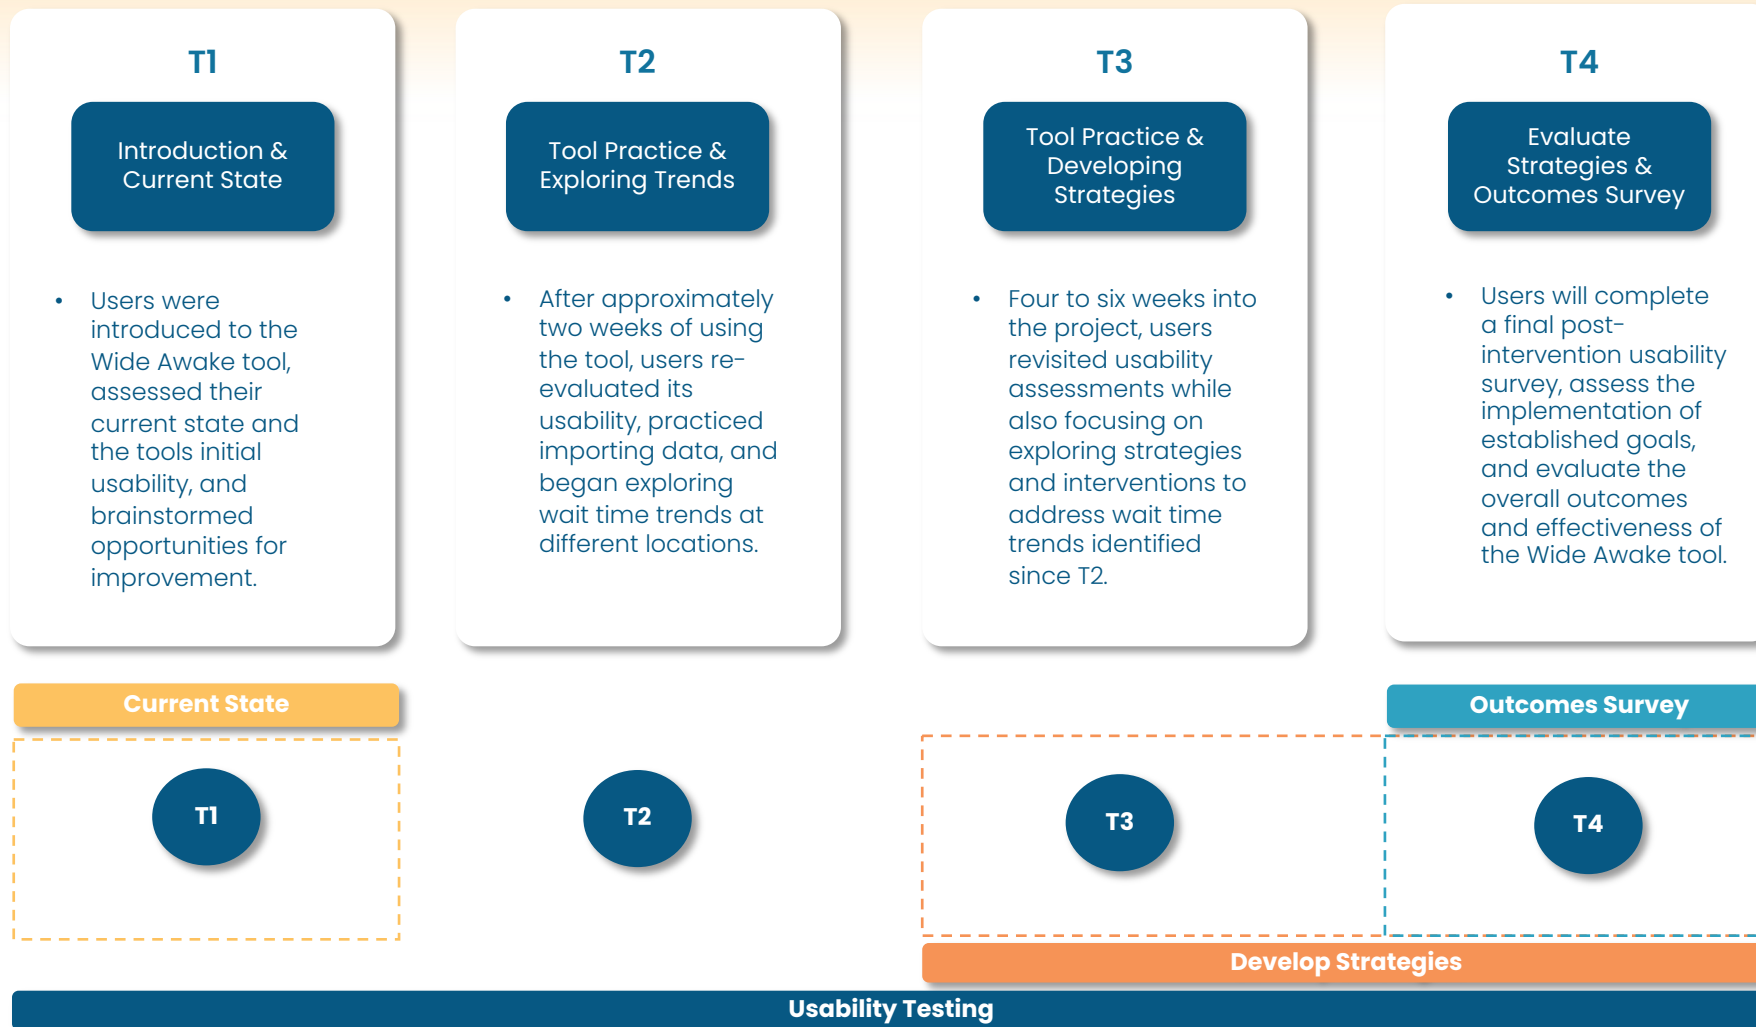 T1
Introduction &
Current State
• Users were
introduced to the
Wide Awake tool,
assessed their
current state and
the tools initial
usability, and
brainstormed
opportunities for
improvement.
T2
Tool Practice &
Exploring Trends
• After approximately
two weeks of using
the tool, users re-
evaluated its
usability, practiced
importing data, and
began exploring
wait time trends at
different locations.
T3
Tool Practice &
Developing
Strategies
• Four to six weeks into
the project, users
revisited usability
assessments while
also focusing on
exploring strategies
and interventions to
address wait time
trends identified
since T2.
T4
Evaluate
Strategies &
Outcomes Survey
• Users will complete
a final post-
intervention usability
survey, assess the
implementation of
established goals,
and evaluate the
overall outcomes
and effectiveness of
the Wide Awake tool.
Current State
Outcomes Survey
T1
T2
T3
T4
Develop Strategies
Usability Testing